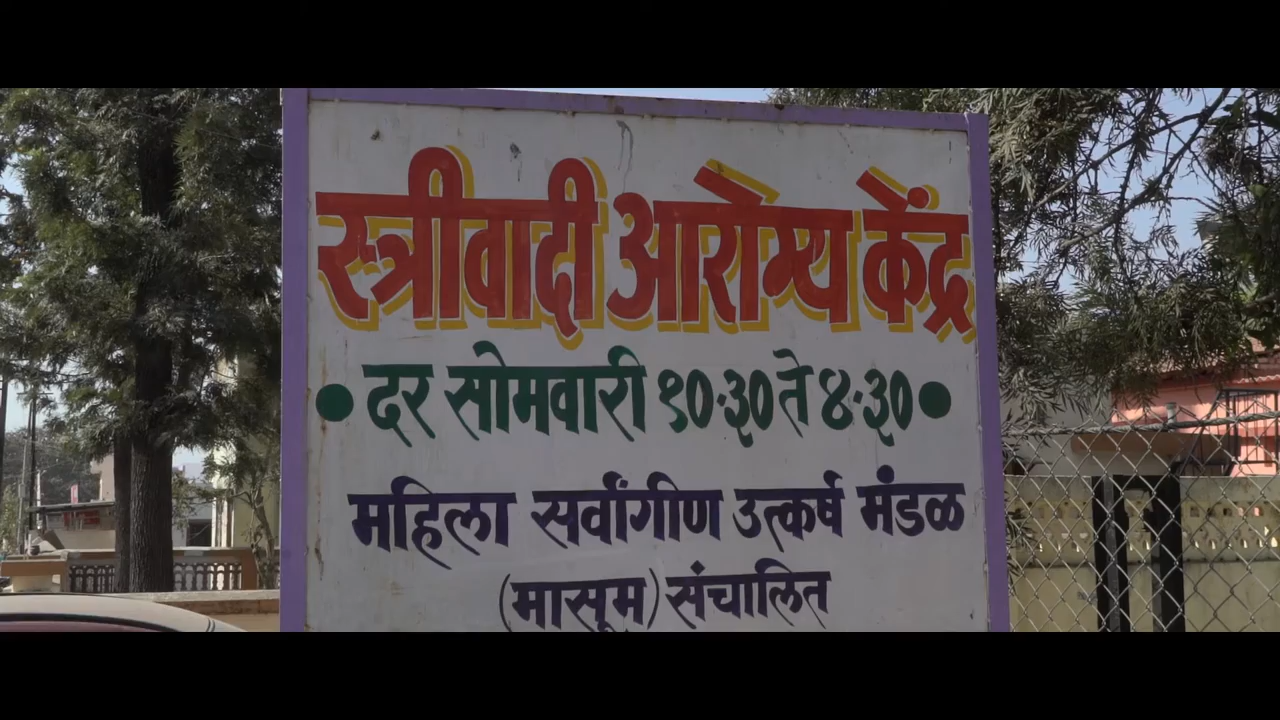 स्त्रीवादी आरोग्य केंद्र
• दर सोमवारी १०.३० ते ४.३० •
महिला सर्वांगीण उत्कर्ष मंडळ
(मासूम) संचालित